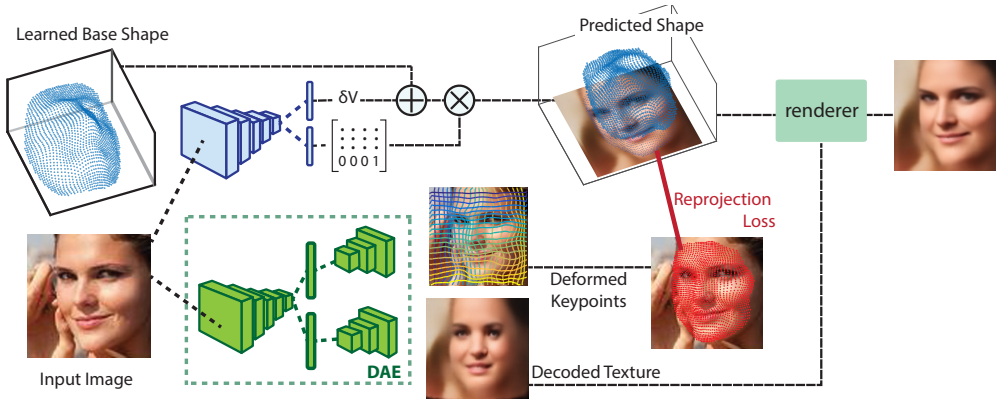 Learned Base Shape
δV
0 0 0 1
Predicted Shape
renderer
Reprojection
Loss
Deformed
Keypoints
Input Image
DAE
Decoded Texture